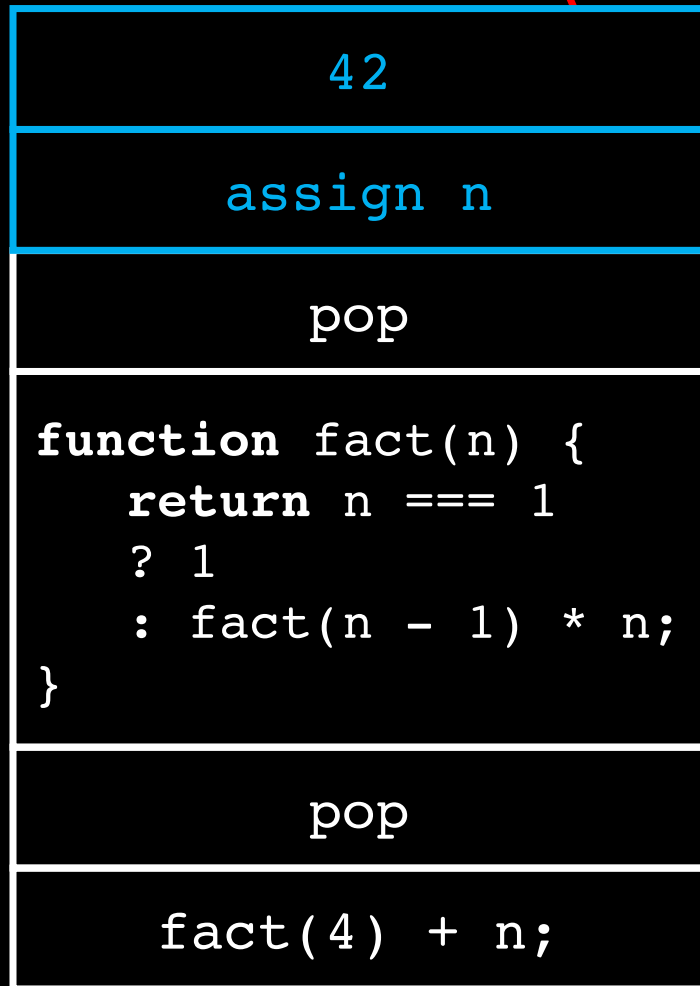 42
assign n
pop
function fact(n) {
return n === 1
? 1
: fact(n - 1) * n;
}
pop
fact(4) + n;